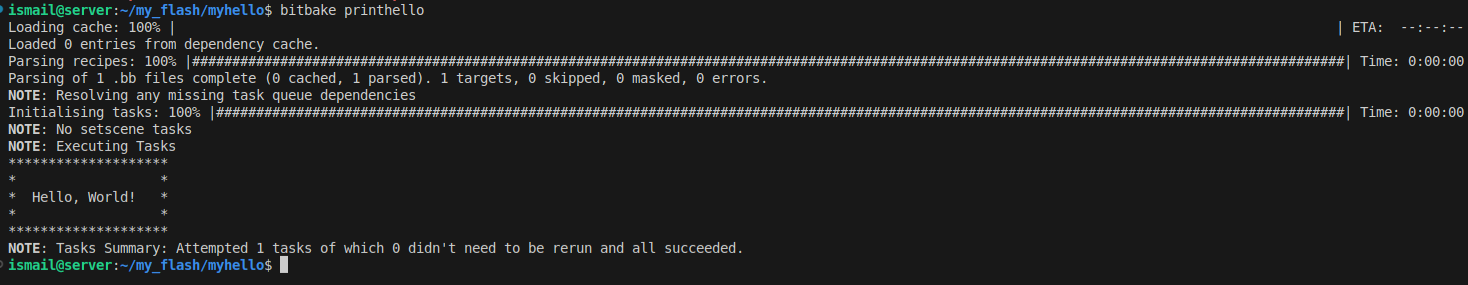 ismail@server:~/my_flash/myhello$ bitbake printhello
Loading cache: 100% |                                                                                                                                                 | ETA:  --:--:--
Loaded 0 entries from dependency cache.
Parsing recipes: 100% |################################################################################################################################################| Time: 0:00:00
Parsing of 1 .bb files complete (0 cached, 1 parsed). 1 targets, 0 skipped, 0 masked, 0 errors.
NOTE: Resolving any missing task queue dependencies
Initialising tasks: 100% |#############################################################################################################################################| Time: 0:00:00
NOTE: No setscene tasks
NOTE: Executing Tasks
********************
*                  *
*  Hello, World!   *
*                  *
********************
NOTE: Tasks Summary: Attempted 1 tasks of which 0 didn't need to be rerun and all succeeded.
ismail@server:~/my_flash/myhello$